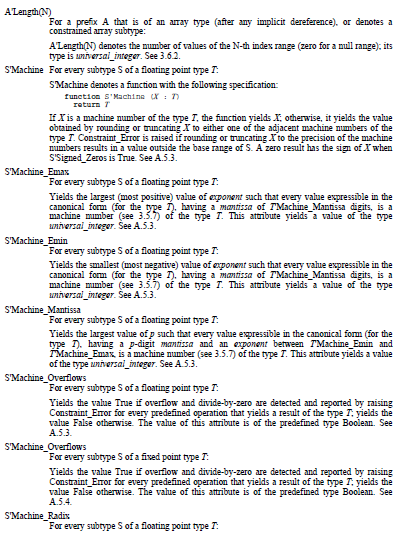 A'Length(N)
For a prefix A that is of an array type (after any implicit dereference), or denotes a
constrained array subtype:
A'Length(N) denotes the number of values of the N-th index range (zero for a null range); its
type is universal_integer. See 3.6.2.
S'Machine For every subtype S of a floating point type T:
S'Machine denotes a function with the following specification:
function S'Machine (X : T)
return T
If X is a machine number of the type T, the function yields X; otherwise, it yields the value
obtained by rounding or truncating X to either one of the adjacent machine numbers of the
type T. Constraint_Error is raised if rounding or truncating X to the precision of the machine
numbers results in a value outside the base range of S. A zero result has the sign of X when
S'Signed_Zeros is True. See A.5.3.
S'Machine_Emax
For every subtype S of a floating point type T:
Yields the largest (most positive) value of exponent such that every value expressible in the
canonical form (for the type T), having a mantissa of T'Machine_Mantissa digits, is a
machine number (see 3.5.7) of the type T. This attribute yields a value of the type
universal_integer. See A.5.3.
S'Machine_Emin
For every subtype S of a floating point type T:
Yields the smallest (most negative) value of exponent such that every value expressible in the
canonical form (for the type T), having a mantissa of T'Machine_Mantissa digits, is a
machine number (see 3.5.7) of the type T. This attribute yields a value of the type
universal_integer. See A.5.3.
S'Machine_Mantissa
For every subtype S of a floating point type T:
Yields the largest value of p such that every value expressible in the canonical form (for the
type T), having a p-digit mantissa and an exponent between T'Machine_Emin and
T'Machine_Emax, is a machine number (see 3.5.7) of the type T. This attribute yields a value
of the type universal_integer. See A.5.3.
S'Machine_Overflows
For every subtype S of a floating point type T:
Yields the value True if overflow and divide-by-zero are detected and reported by raising
Constraint_Error for every predefined operation that yields a result of the type T; yields the
value False otherwise. The value of this attribute is of the predefined type Boolean. See
A.5.3.
S'Machine_Overflows
For every subtype S of a fixed point type T:
Yields the value True if overflow and divide-by-zero are detected and reported by raising
Constraint_Error for every predefined operation that yields a result of the type T; yields the
value False otherwise. The value of this attribute is of the predefined type Boolean. See
A.5.4.
S'Machine_Radix
For every subtype S of a floating point type T: